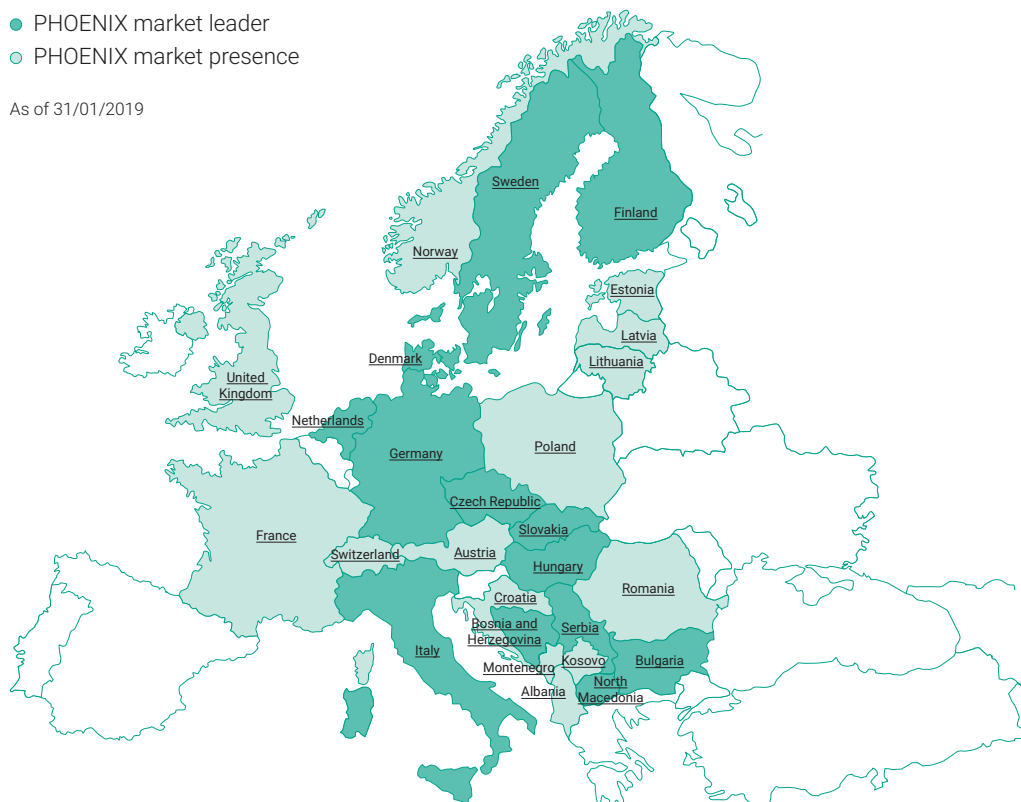 PHOENIX market leader
PHOENIX market presence
As of 31/01/2019
Sweden
Finland
Norway
Estonia
Latvia
Lithuania
Denmark
United
Kingdom
Netherlands
Germany
Poland
Czech Republic
Slovakia
France
Switzerland
Austria
Hungary
Romania
Croatia
Bosnia and
Herzegovina
Serbia
Italy
Montenegro
Kosovo
Bulgaria
Albania
North
Macedonia